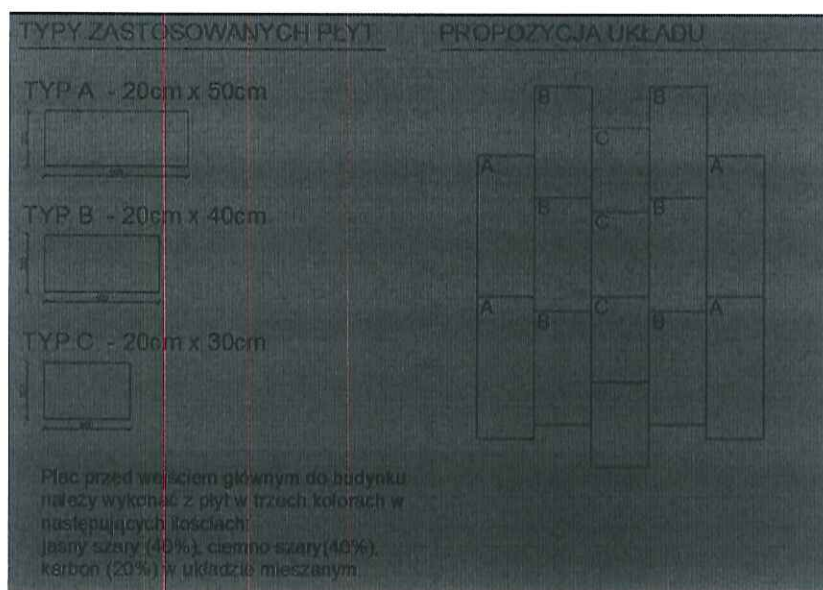 TYPY ZASTOSOWANYCH PŁYT
PROPOZYCJA UKŁADU
TYP A - 20cm x 50cm
TYP B - 20cm x 40cm
TYP C - 20cm x 30cm
B B
C
A A
B C B
A B C B A
Plac przed wejściem głównym do budynku
należy wykonać z płyt w trzech kolorach w
następujących ilościach:
jasny szary (40%), ciemno szary(40%),
karbon (20%) w układzie mieszanym